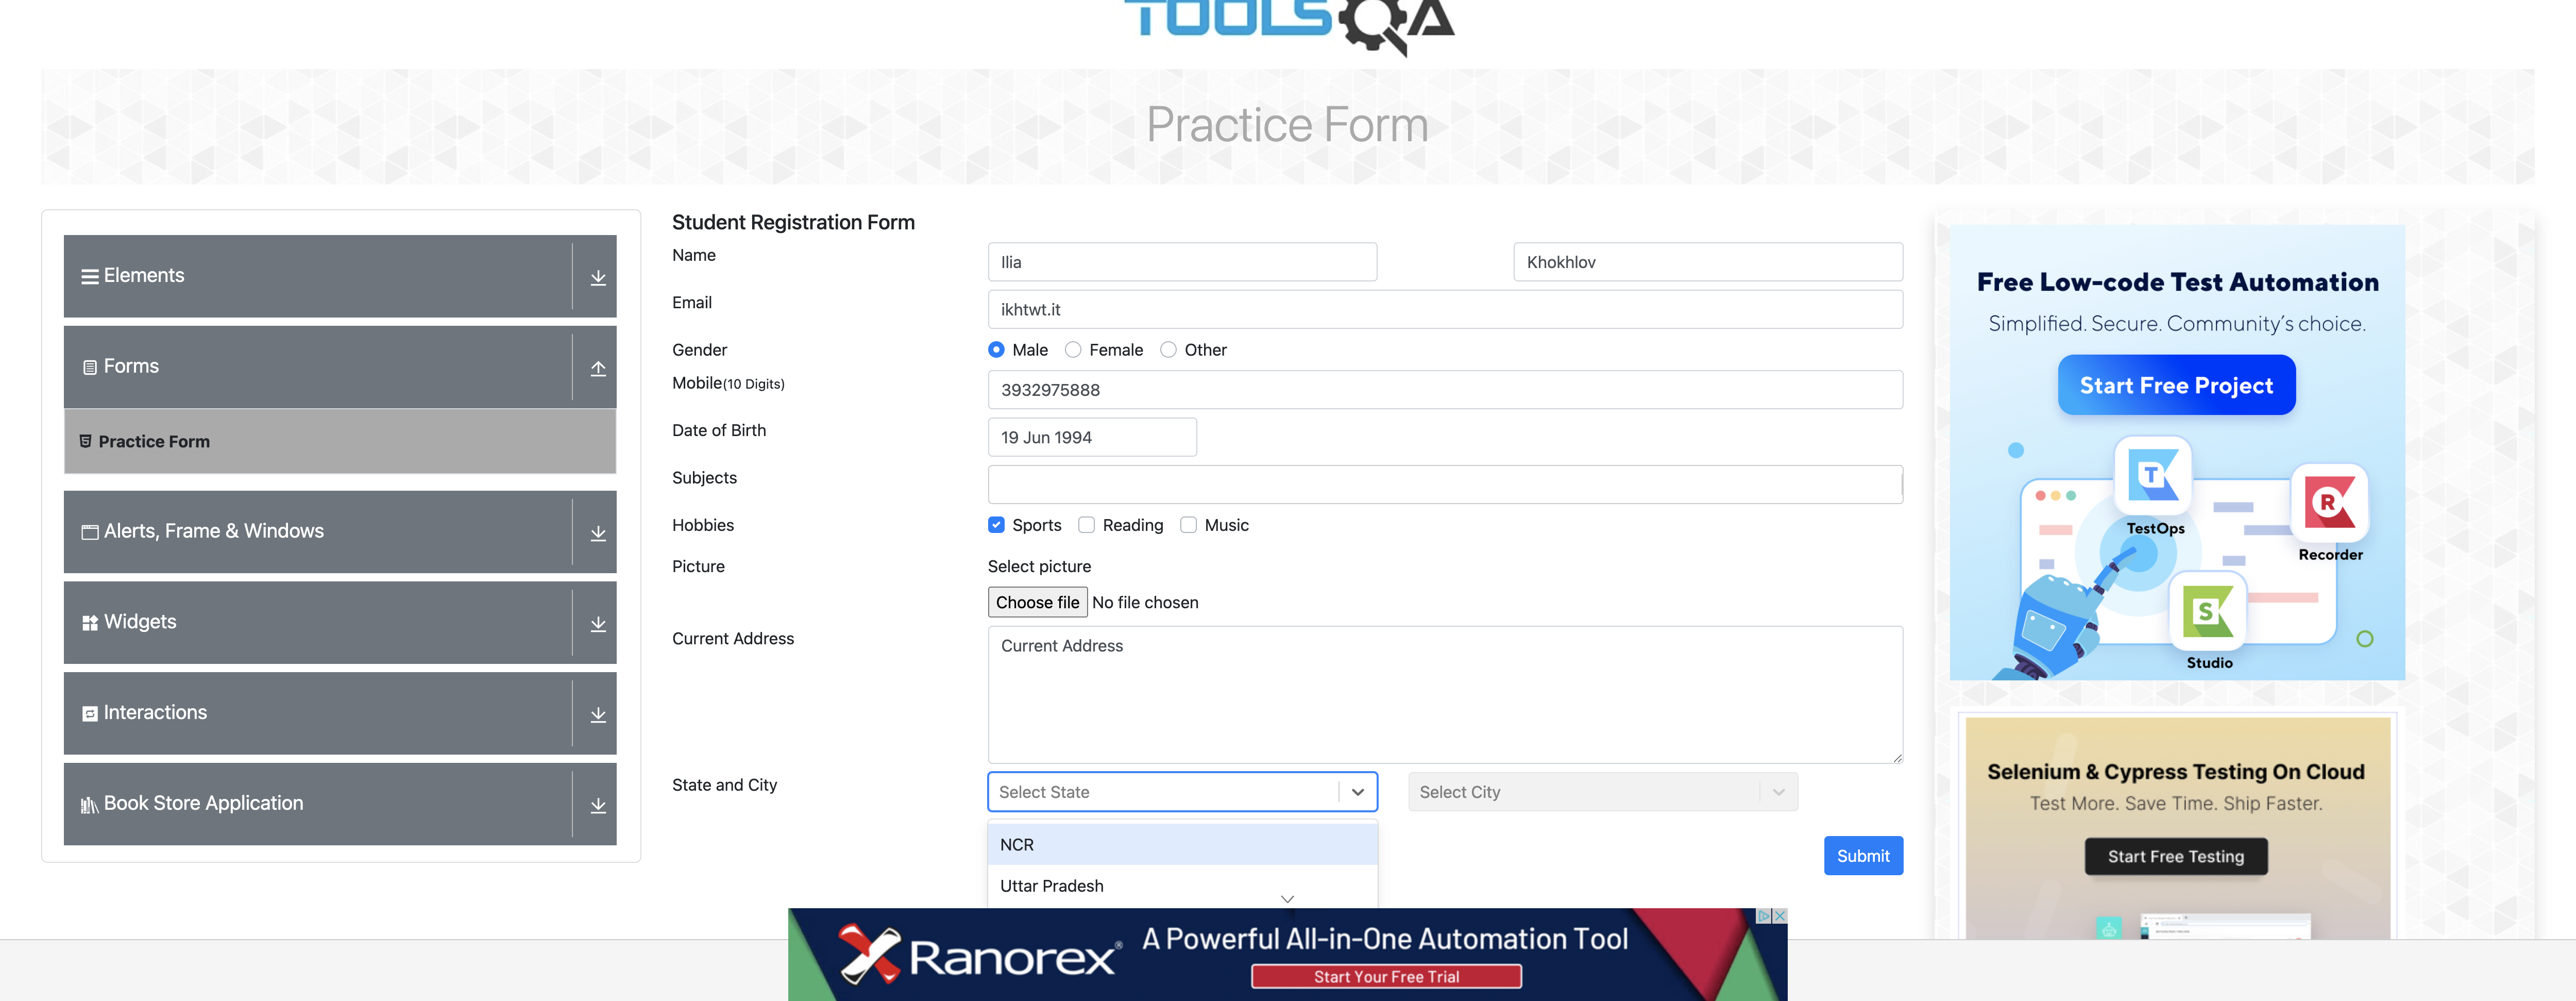 TOOLSQA
Practice Form
Elements
Forms
Practice Form
Alerts, Frame & Windows
Widgets
Interactions
Book Store Application
Student Registration Form
Name
Ilia
Khokhlov
Email
ikhtwt.it
Gender
Male Female Other
Mobile(10 Digits)
3932975888
Date of Birth
19 Jun 1994
Subjects
Hobbies
Sports Reading Music
Picture
Select picture
Choose file No file chosen
Current Address
Current Address
State and City
Select State
Select City
NCR
Uttar Pradesh
Submit
Free Low-code Test Automation
Simplified. Secure. Community's choice.
Start Free Project
T
TestOps
R
Recorder
S
Studio
Selenium & Cypress Testing On Cloud
Test More. Save Time. Ship Faster.
Start Free Testing
Ranorex®
A Powerful All-in-One Automation Tool
Start Your Free Trial